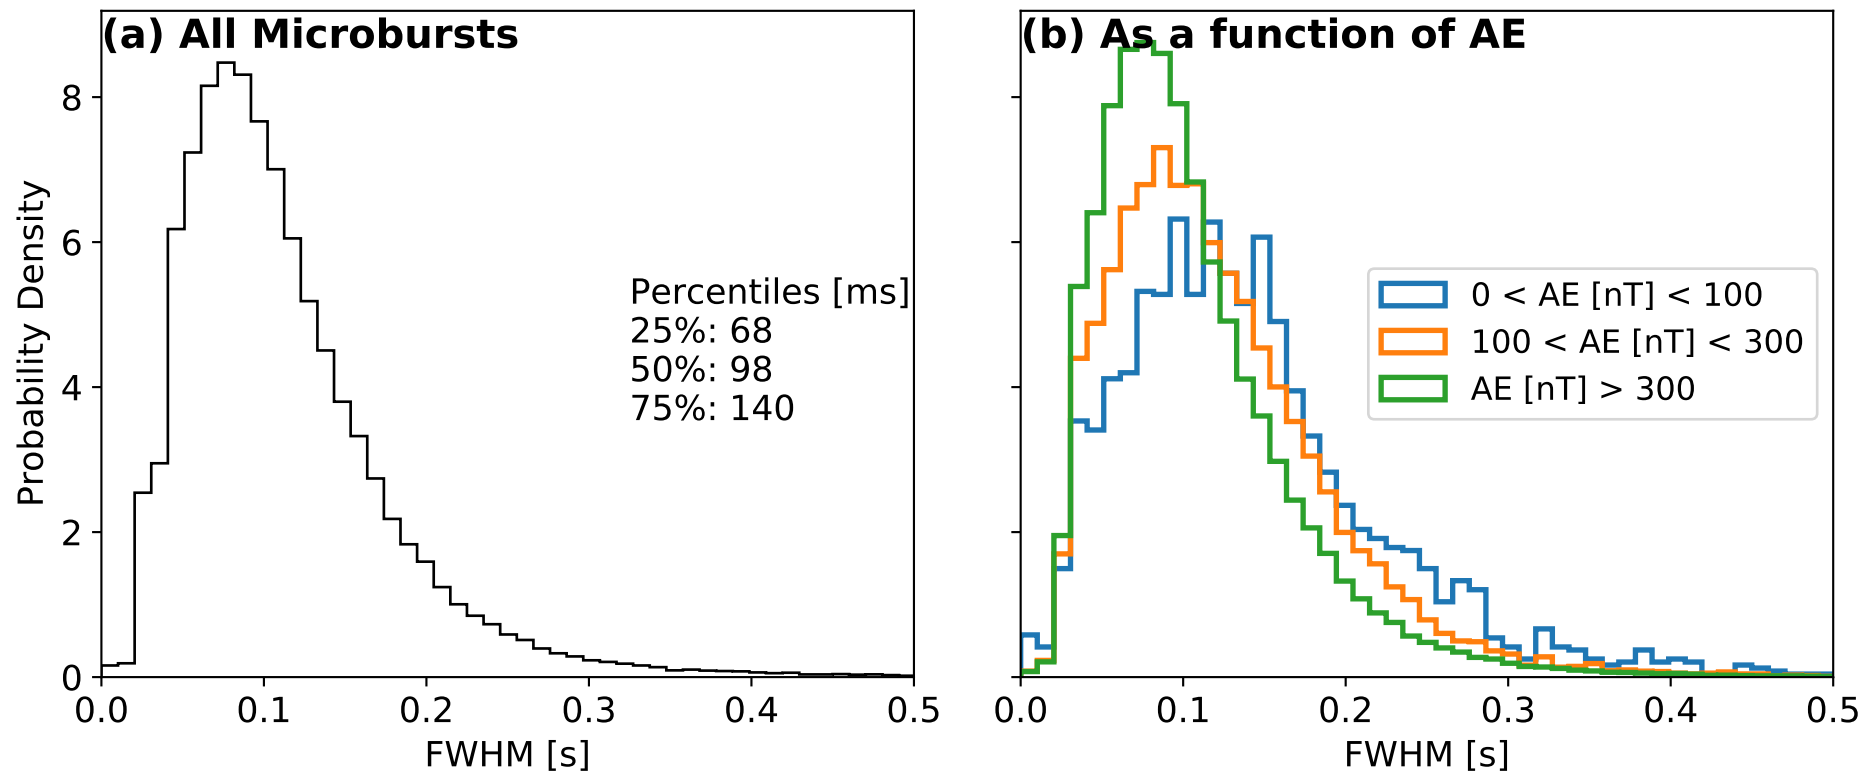 (a) All Microbursts
Probability Density
8
6
4
2
0
Percentiles [ms]
25%: 68
50%: 98
75%: 140
0.0 0.1 0.2 0.3 0.4 0.5
FWHM [s]
(b) As a function of AE
0 < AE [nT] < 100
100 < AE [nT] < 300
AE [nT] > 300
0.0 0.1 0.2 0.3 0.4 0.5
FWHM [s]